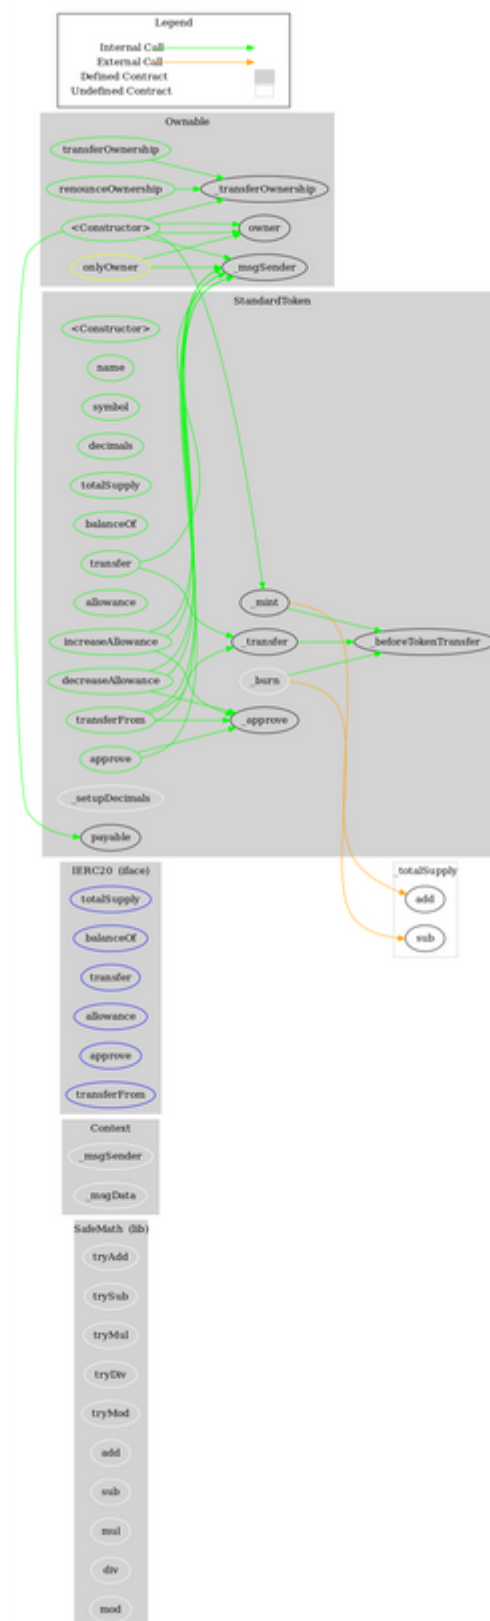 Legend
Internal Call
External Call
Defined Contract
Undefined Contract
Ownable
transferOwnership
renounceOwnership
_transferOwnership
<Constructor>
owner
onlyOwner
_msgSender
StandardToken
<Constructor>
name
symbol
decimals
totalSupply
balanceOf
transfer
allowance
_mint
increaseAllowance
_transfer
_beforeTokenTransfer
decreaseAllowance
_burn
transferFrom
_approve
approve
_setupDecimals
payable
IERC20 (iface)
_totalSupply
totalSupply
add
balanceOf
sub
transfer
allowance
approve
transferFrom
Context
_msgSender
_msgData
SafeMath (lib)
tryAdd
trySub
tryMul
tryDiv
tryMod
add
sub
mul
div
mod